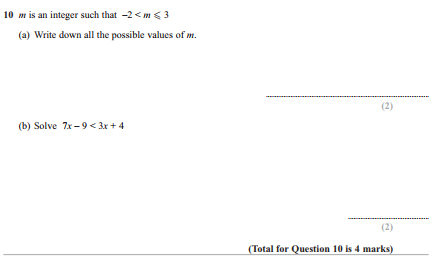 10 m is an integer such that −2 < m ⩽ 3
(a) Write down all the possible values of m.
(2)
(b) Solve 7x − 9 < 3x + 4
(2)
(Total for Question 10 is 4 marks)